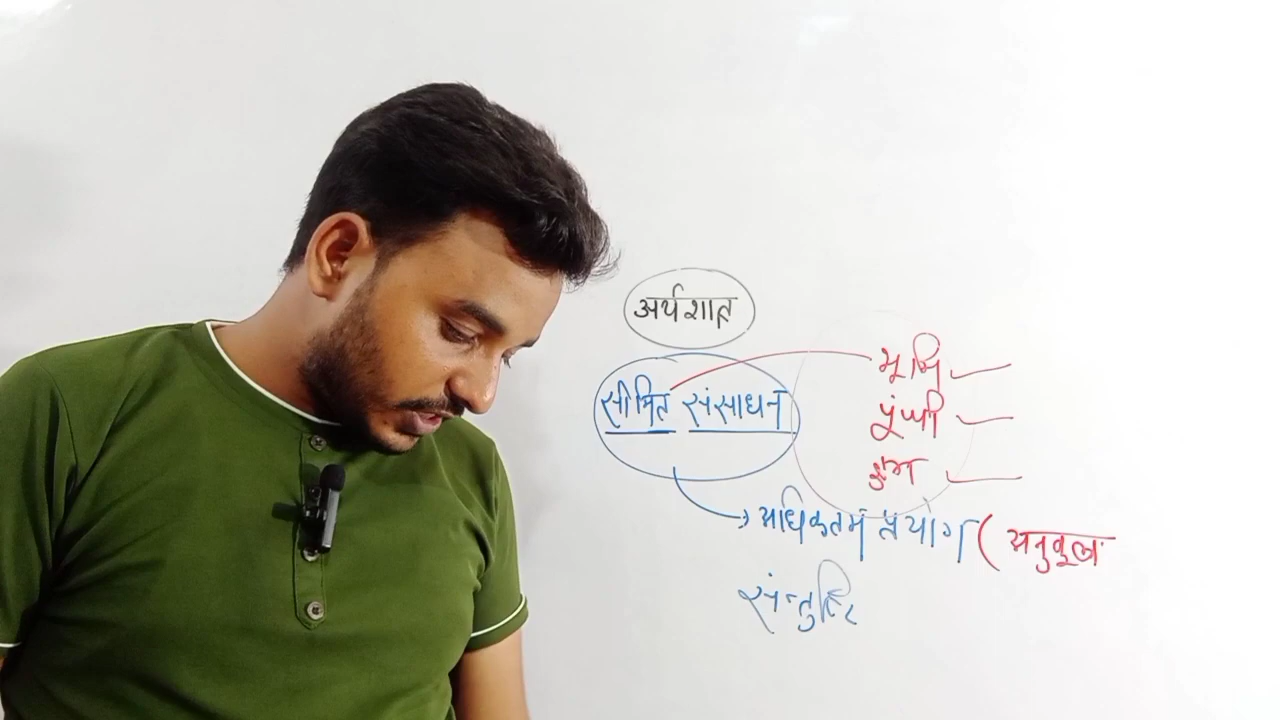 अर्थशात्र
सीमित संसाधन
भूमि
पूंजी
श्रम
अधिकतम प्रयोग ( अनुकूल
संन्तुष्टि